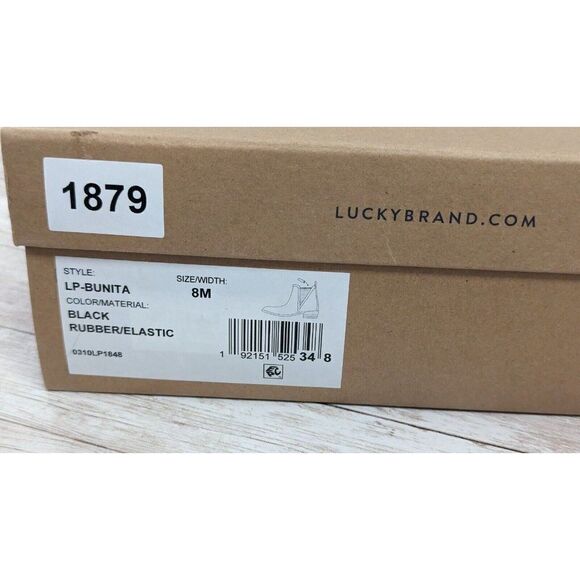 1879
LUCKYBRAND.COM
STYLE:
LP-BUNITA
SIZE/WIDTH:
8M
COLOR/MATERIAL:
BLACK
RUBBER/ELASTIC
0310LP1848
1 92151 525 34 8